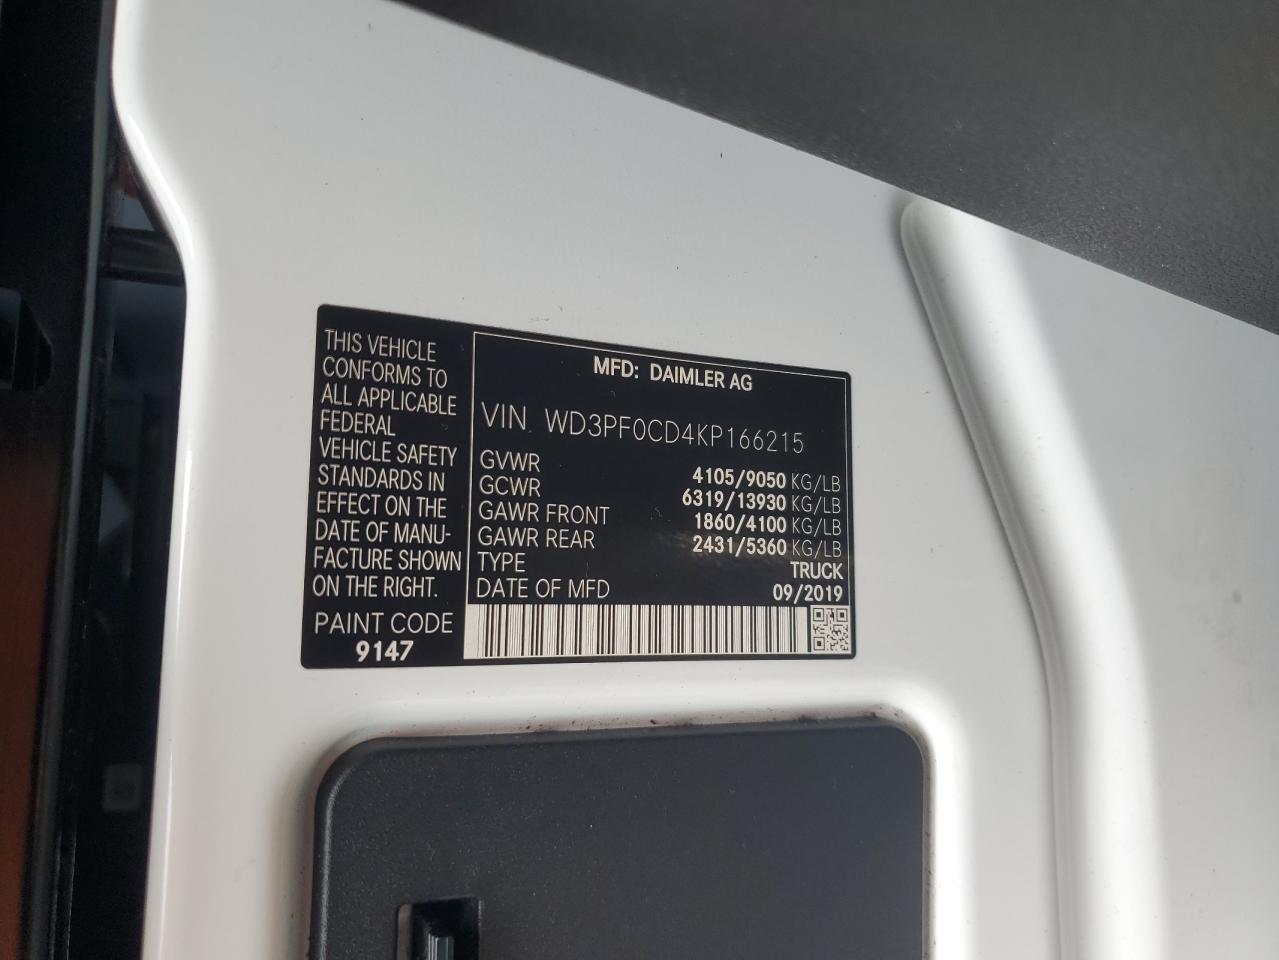 THIS VEHICLE
CONFORMS TO
ALL APPLICABLE
FEDERAL
VEHICLE SAFETY
STANDARDS IN
EFFECT ON THE
DATE OF MANU-
FACTURE SHOWN
ON THE RIGHT.
PAINT CODE
9147
MFD: DAIMLER AG
VIN WD3PF0CD4KP166215
GVWR 4105/9050 KG/LB
GCWR 6319/13930 KG/LB
GAWR FRONT 1860/4100 KG/LB
GAWR REAR 2431/5360 KG/LB
TYPE TRUCK
DATE OF MFD 09/2019